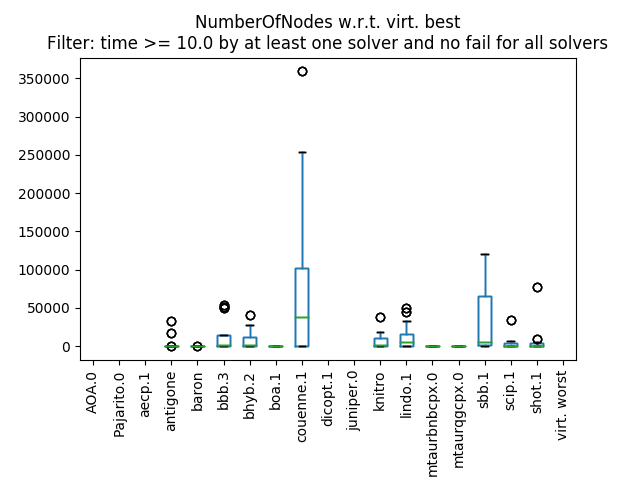 NumberOfNodes w.r.t. virt. best
Filter: time >= 10.0 by at least one solver and no fail for all solvers
350000
300000
250000
200000
150000
100000
50000
0
AOA.0
Pajarito.0
aecp.1
antigone
baron
bbb.3
bhyb.2
boa.1
couenne.1
dicopt.1
juniper.0
knitro
lindo.1
mtaurbnbcpx.0
mtaurqgcpx.0
sbb.1
scip.1
shot.1
virt. worst